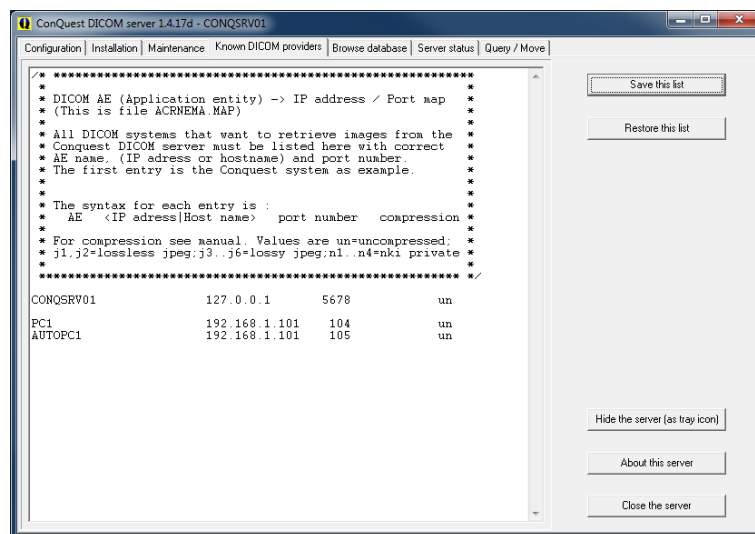 ConQuest DICOM server 1.4.17d - CONQSRV01
Configuration Installation Maintenance Known DICOM providers Browse database Server status Query / Move
/* ********************************************************** 
* *
* DICOM AE (Application entity) -> IP address / Port map *
* (This is file ACRNEMA.MAP) *
* *
* All DICOM systems that want to retrieve images from the *
* Conquest DICOM server must be listed here with correct *
* AE name, (IP adress or hostname) and port number. *
* The first entry is the Conquest system as example. *
* *
* *
* The syntax for each entry is : *
* AE <IP adress|Host name> port number compression *
* *
* For compression see manual. Values are un=uncompressed; *
* j1,j2=lossless jpeg;j3..j6=lossy jpeg;n1..n4=nki private *
* *
********************************************************** */
CONQSRV01 127.0.0.1 5678 un
PC1 192.168.1.101 104 un
AUTOPC1 192.168.1.101 105 un
Save this list
Restore this list
Hide the server (as tray icon)
About this server
Close the server